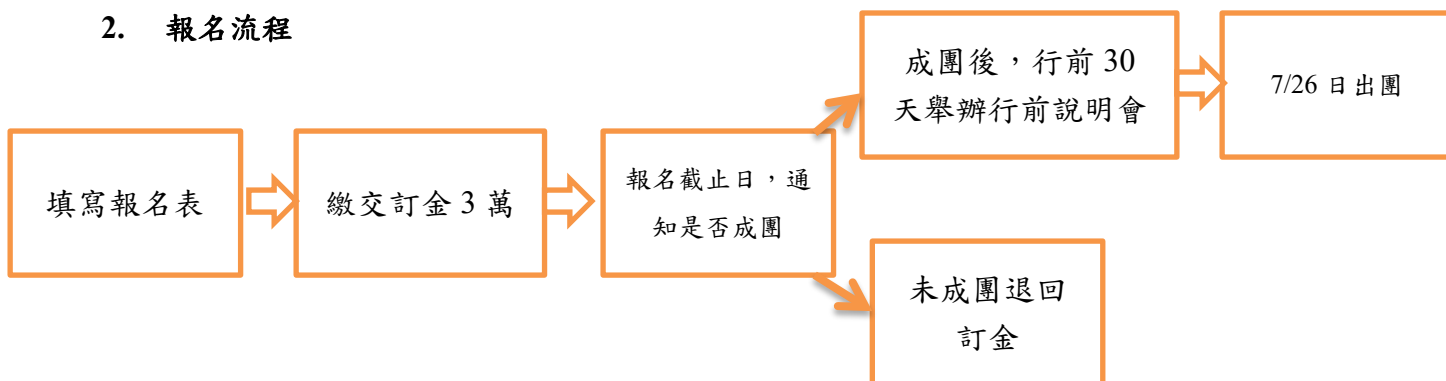 2. 報名流程
填寫報名表
繳交訂金 3 萬
報名截止日，通
知是否成團
成團後，行前 30
天舉辦行前說明會
7/26 日出團
未成團退回
訂金